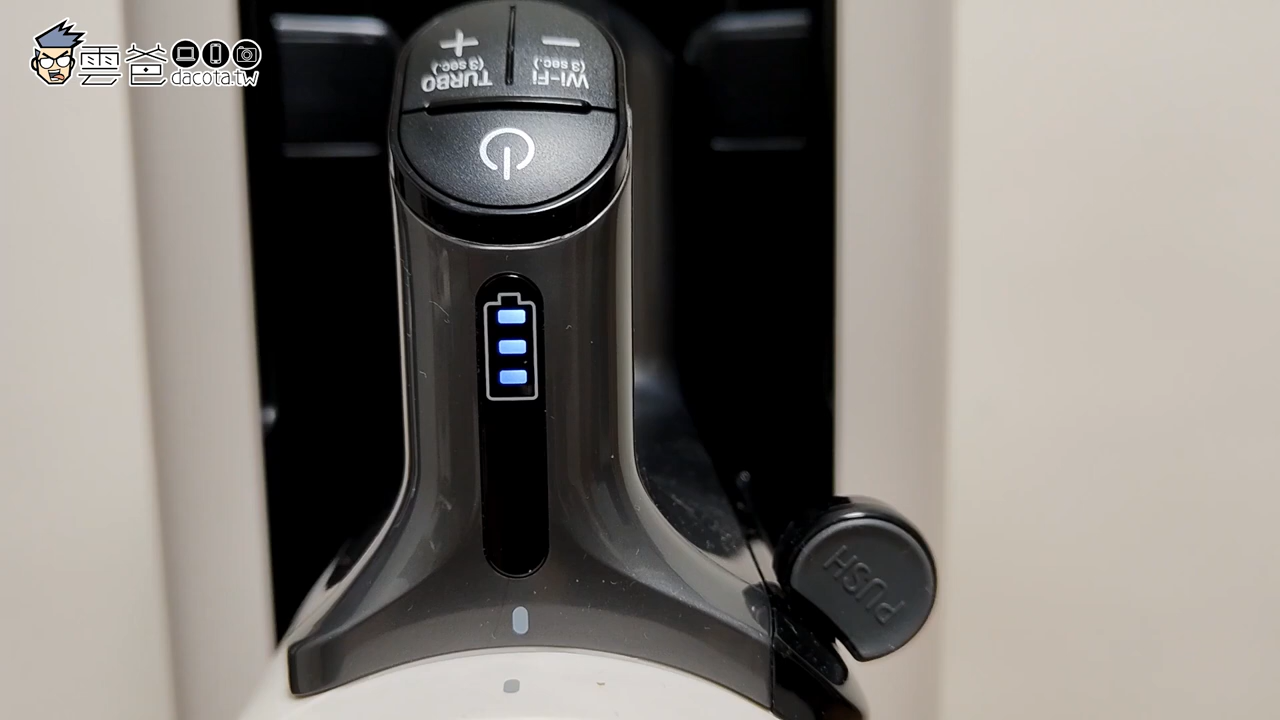 雲爸
dacota.tw
+ −
TURBO Wi-Fi
(3 sec.) (3 sec.)
PUSH